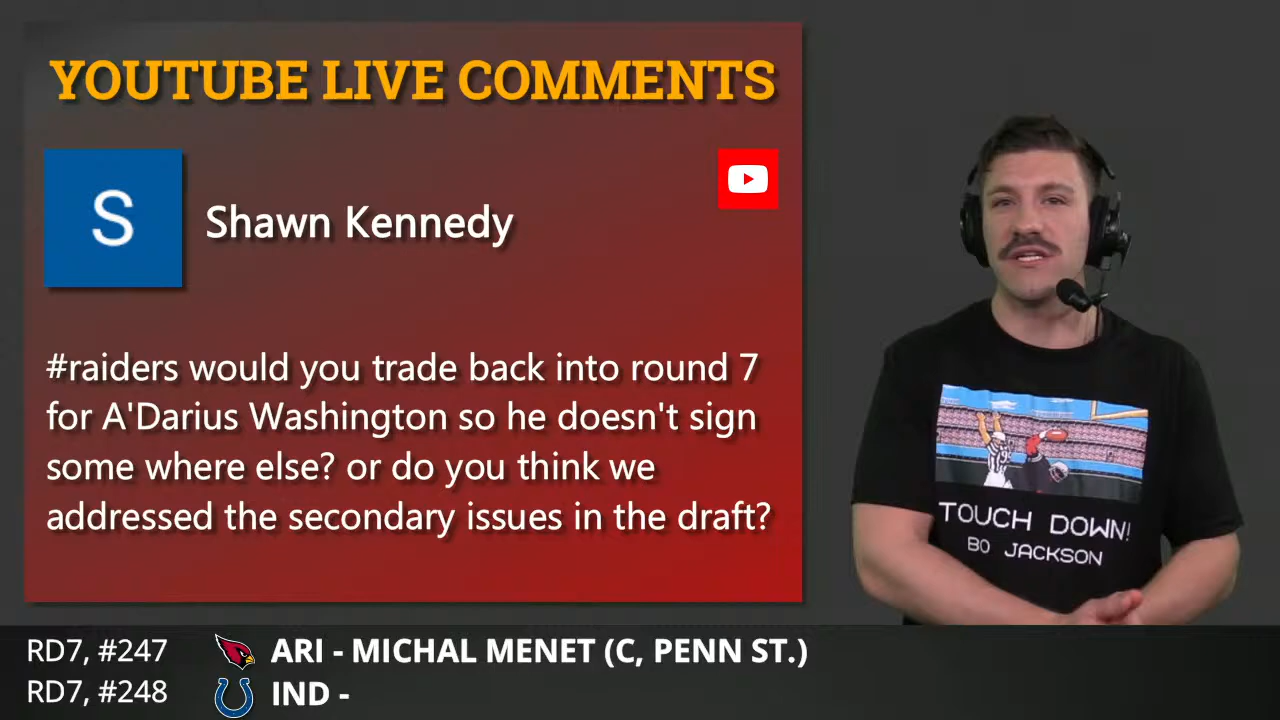 YOUTUBE LIVE COMMENTS
S
Shawn Kennedy
#raiders would you trade back into round 7
for A'Darius Washington so he doesn't sign
some where else? or do you think we
addressed the secondary issues in the draft?
TOUCH DOWN!
BO JACKSON
RD7, #247 ARI - MICHAL MENET (C, PENN ST.)
RD7, #248 IND -